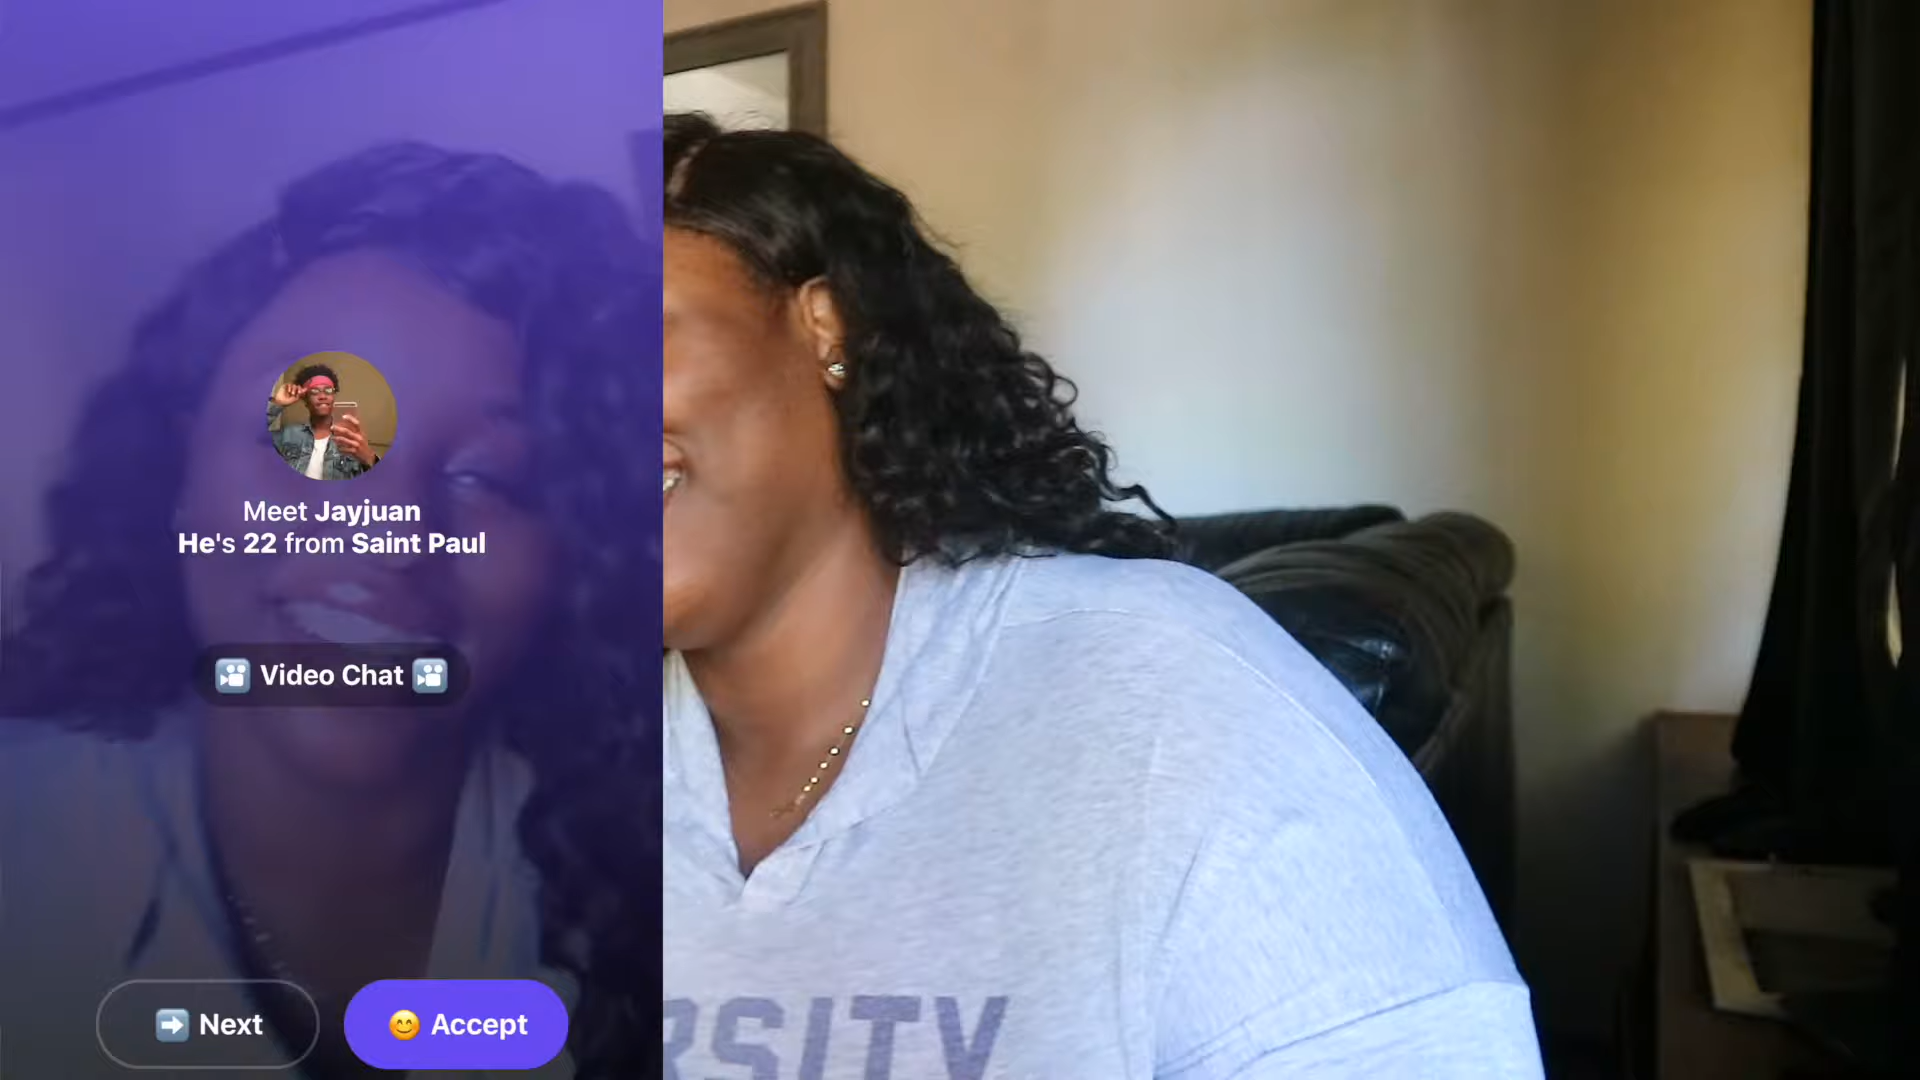 Meet Jayjuan
He's 22 from Saint Paul
Video Chat
Next
Accept
RSITY